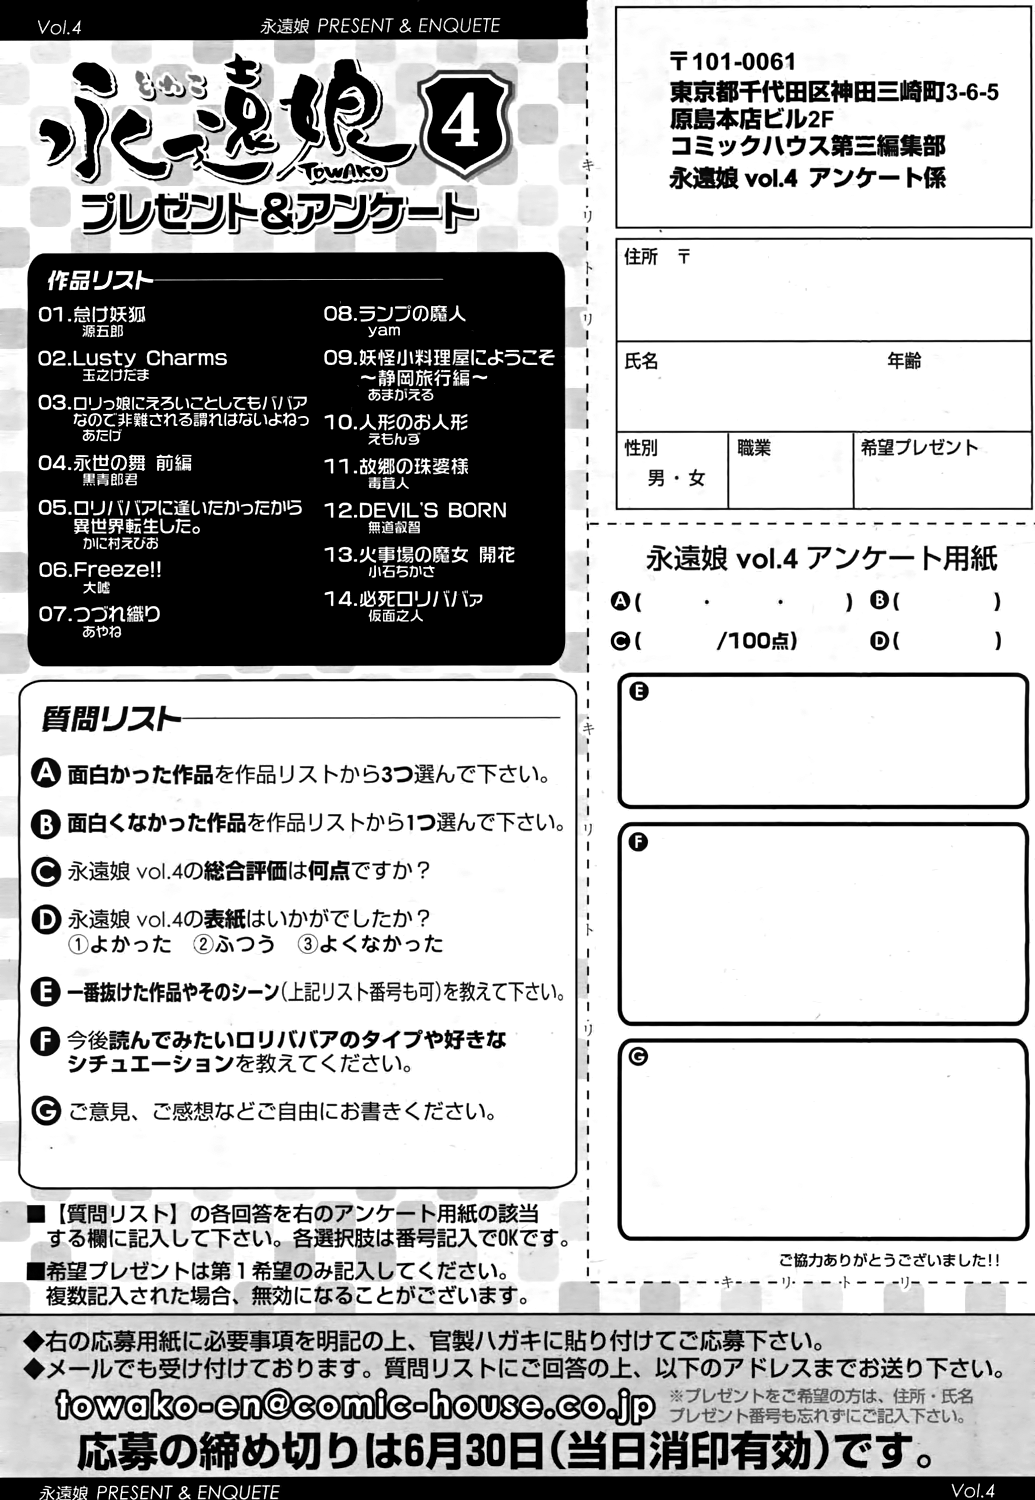 Vol.4
永遠娘 PRESENT & ENQUETE
とわこ
永遠娘
TOWAKO
4
プレゼント&アンケート
作品リスト
01.怠け妖狐
源五郎
02.Lusty Charms
玉之けだま
03.ロリっ娘にえろいことしてもババア
なので非難される謂れはないよねっ
あたげ
04.永世の舞 前編
黒青郎君
05.ロリババアに逢いたかったから
異世界転生した。
かに村えびお
06.Freeze!!
大嘘
07.つづれ織り
あやね
08.ランプの魔人
yam
09.妖怪小料理屋にようこそ
～静岡旅行編～
あまがえる
10.人形のお人形
えもんず
11.故郷の珠婆様
毒茸人
12.DEVIL'S BORN
無道叡智
13.火事場の魔女 開花
小石ちかさ
14.必死ロリババァ
仮面之人
質問リスト
A 面白かった作品を作品リストから3つ選んで下さい。
B 面白くなかった作品を作品リストから1つ選んで下さい。
C 永遠娘 vol.4の総合評価は何点ですか？
D 永遠娘 vol.4の表紙はいかがでしたか？
①よかった ②ふつう ③よくなかった
E 一番抜けた作品やそのシーン(上記リスト番号も可)を教えて下さい。
F 今後読んでみたいロリババアのタイプや好きな
シチュエーションを教えてください。
G ご意見、ご感想などご自由にお書きください。
■【質問リスト】の各回答を右のアンケート用紙の該当
する欄に記入して下さい。各選択肢は番号記入でOKです。
■希望プレゼントは第1希望のみ記入してください。
複数記入された場合、無効になることがございます。
キリトリ
〒101-0061
東京都千代田区神田三崎町3-6-5
原島本店ビル2F
コミックハウス第三編集部
永遠娘 vol.4 アンケート係
住所 〒
氏名 年齢
性別 職業 希望プレゼント
男・女
永遠娘 vol.4 アンケート用紙
A( ・ ・ ) B( )
C( /100点) D( )
E
F
G
キリトリ
ご協力ありがとうございました!!
キリトリ
◆右の応募用紙に必要事項を明記の上、官製ハガキに貼り付けてご応募下さい。
◆メールでも受け付けております。質問リストにご回答の上、以下のアドレスまでお送り下さい。
towako-en@comic-house.co.jp
※プレゼントをご希望の方は、住所・氏名
プレゼント番号も忘れずにご記入下さい。
応募の締め切りは6月30日(当日消印有効)です。
永遠娘 PRESENT & ENQUETE
Vol.4